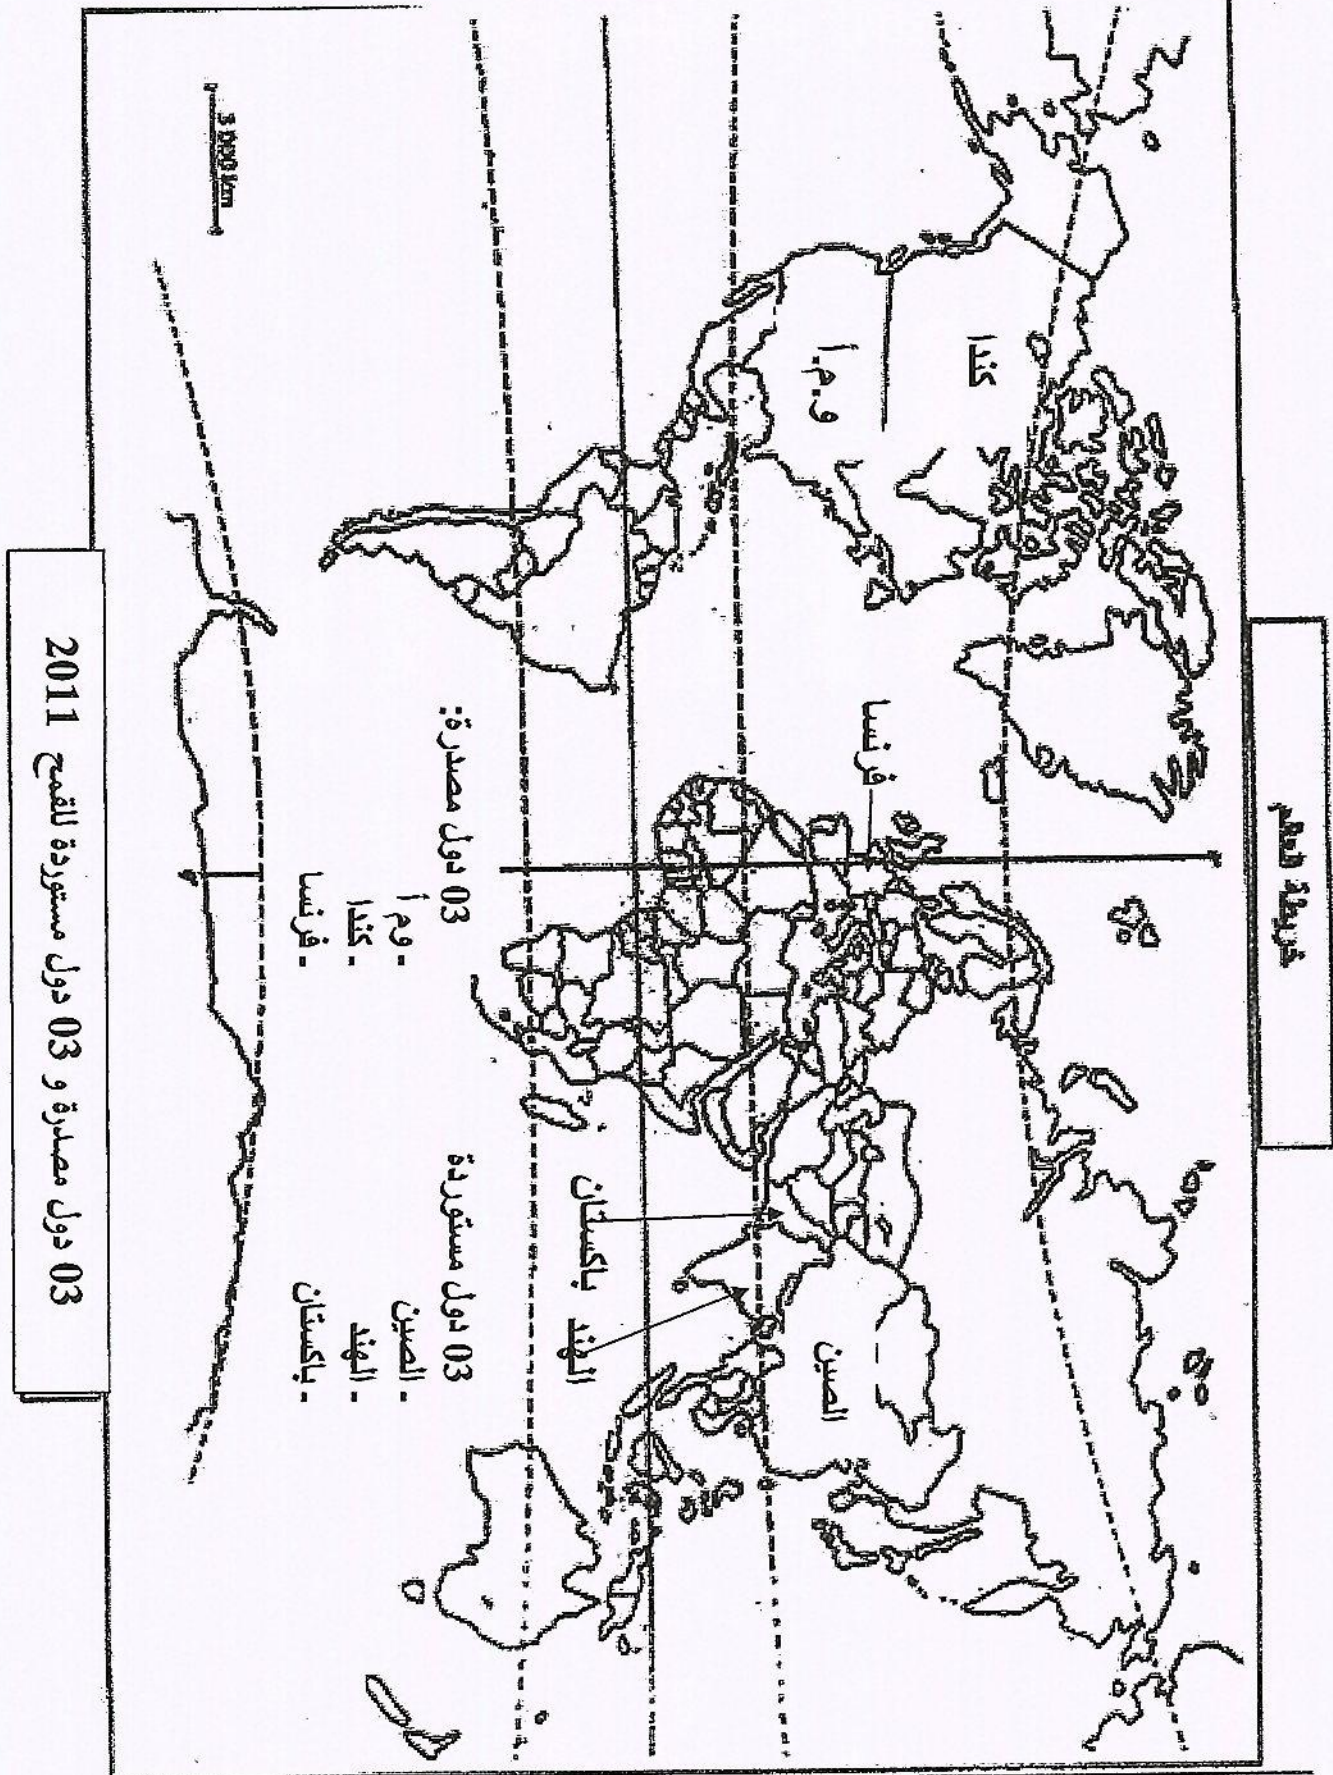 خريطة العالم
كندا
و.م.أ
فرنسا
الصين
باكستان
الهند
03 دول مصدرة:
- وم أ
- كندا
- فرنسا
03 دول مستوردة
- الصين
- الهند
- باكستان
3 000 km
03 دول مصدرة و 03 دول مستوردة للقمح 2011